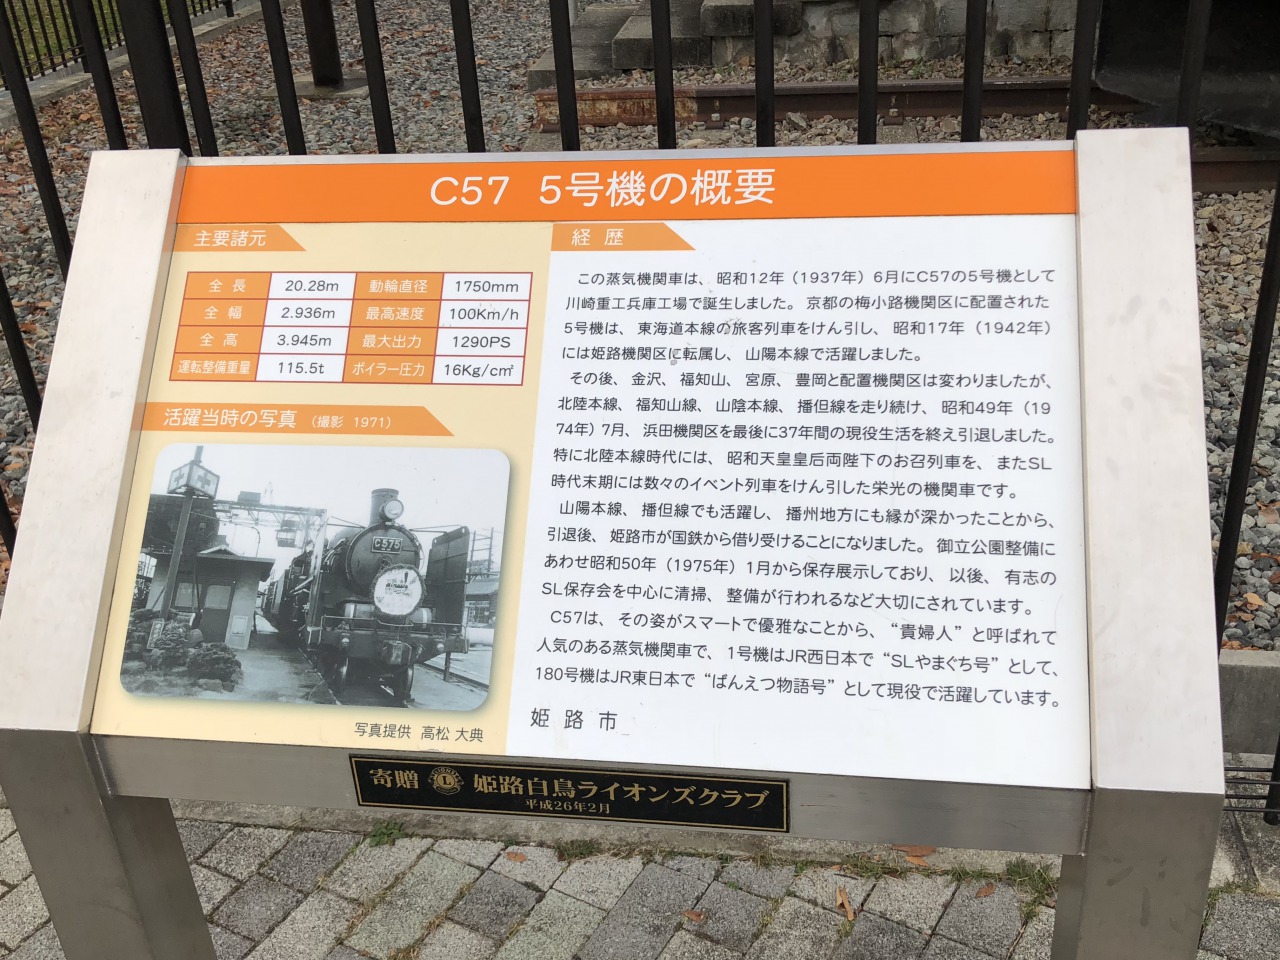 C57 5号機の概要
主要諸元
全長 20.28m 動輪直径 1750mm
全幅 2.936m 最高速度 100Km/h
全高 3.945m 最大出力 1290PS
運転整備重量 115.5t ボイラー圧力 16Kg/c㎡
活躍当時の写真 (撮影 1971)
C575
写真提供 高松 大典
経歴
この蒸気機関車は、昭和12年(1937年)6月にC57の5号機として
川崎重工兵庫工場で誕生しました。京都の梅小路機関区に配置された
5号機は、東海道本線の旅客列車をけん引し、昭和17年(1942年)
には姫路機関区に転属し、山陽本線で活躍しました。
その後、金沢、福知山、宮原、豊岡と配置機関区は変わりましたが、
北陸本線、福知山線、山陰本線、播但線を走り続け、昭和49年(19
74年)7月、浜田機関区を最後に37年間の現役生活を終え引退しました。
特に北陸本線時代には、昭和天皇皇后両陛下のお召列車を、またSL
時代末期には数々のイベント列車をけん引した栄光の機関車です。
山陽本線、播但線でも活躍し、播州地方にも縁が深かったことから、
引退後、姫路市が国鉄から借り受けることになりました。御立公園整備に
あわせ昭和50年(1975年)1月から保存展示しており、以後、有志の
SL保存会を中心に清掃、整備が行われるなど大切にされています。
C57は、その姿がスマートで優雅なことから、“貴婦人”と呼ばれて
人気のある蒸気機関車で、1号機はJR西日本で“SLやまぐち号”として、
180号機はJR東日本で“ばんえつ物語号”として現役で活躍しています。
姫路市
寄贈 L 姫路白鳥ライオンズクラブ
平成26年2月